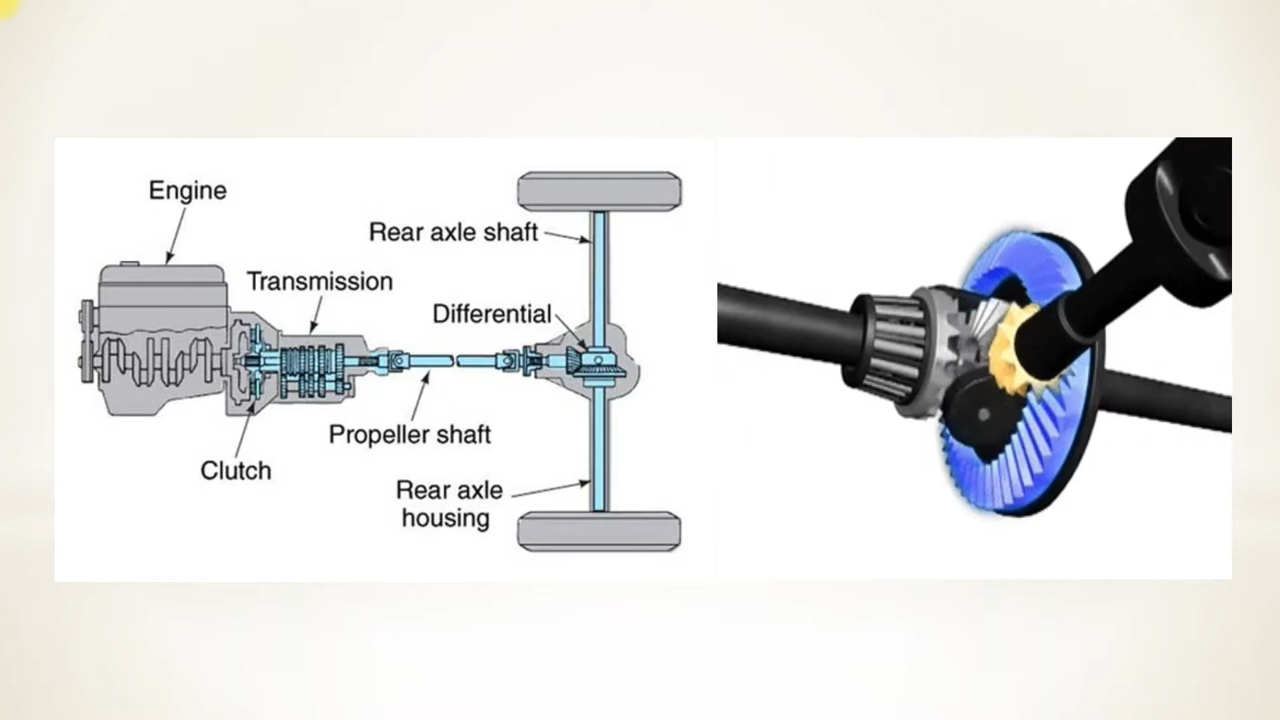 Engine
Rear axle shaft
Transmission
Differential
Propeller shaft
Clutch
Rear axle
housing